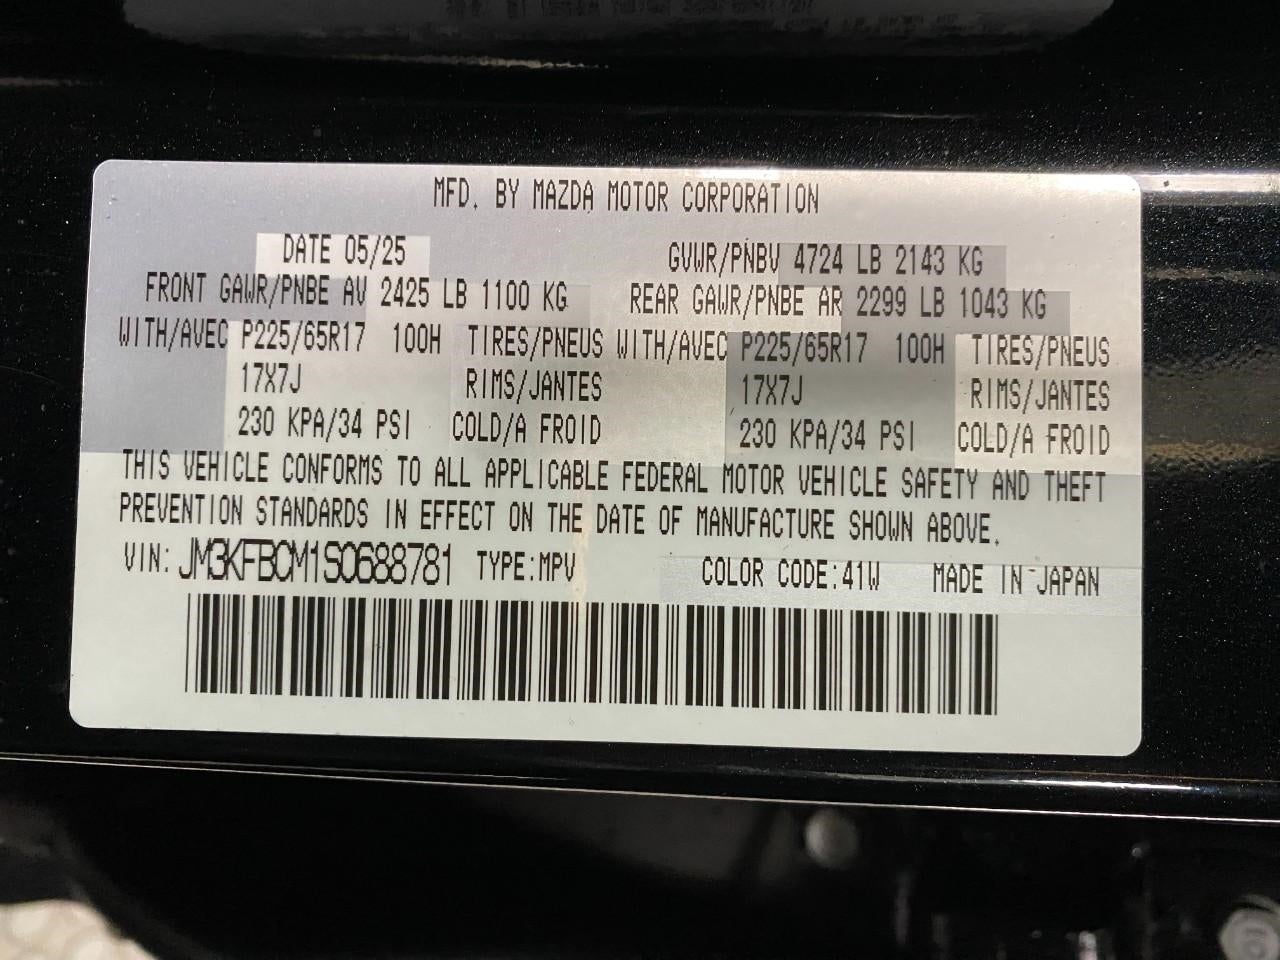 MFD. BY MAZDA MOTOR CORPORATION
DATE 05/25 GVWR/PNBV 4724 LB 2143 KG
FRONT GAWR/PNBE AV 2425 LB 1100 KG REAR GAWR/PNBE AR 2299 LB 1043 KG
WITH/AVEC P225/65R17 100H TIRES/PNEUS WITH/AVEC P225/65R17 100H TIRES/PNEUS
17X7J RIMS/JANTES 17X7J RIMS/JANTES
230 KPA/34 PSI COLD/A FROID 230 KPA/34 PSI COLD/A FROID
THIS VEHICLE CONFORMS TO ALL APPLICABLE FEDERAL MOTOR VEHICLE SAFETY AND THEFT
PREVENTION STANDARDS IN EFFECT ON THE DATE OF MANUFACTURE SHOWN ABOVE.
VIN: JM3KFBCM1S0688781 TYPE:MPV COLOR CODE:41W MADE IN JAPAN